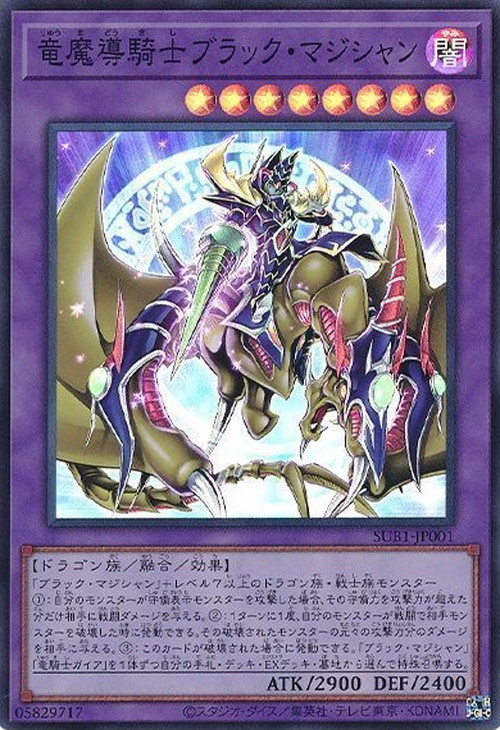 竜魔導騎士ブラック・マジシャン
闇
SUB1-JP001
【ドラゴン族／融合／効果】
「ブラック・マジシャン」＋レベル７以上のドラゴン族・戦士族モンスター
①：自分のモンスターが守備表示モンスターを攻撃した場合、その守備力を攻撃力が超えた
分だけ相手に戦闘ダメージを与える。②：1ターンに1度、自分のモンスターが戦闘で相手モン
スターを破壊した時に発動できる。その破壊されたモンスターの元々の攻撃力分のダメージ
を相手に与える。③：このカードが破壊された場合に発動できる。「ブラック・マジシャン」
「竜騎士ガイア」を1体ずつ自分の手札・デッキ・EXデッキ・墓地から選んで特殊召喚する。
ATK/2900 DEF/2400
05829717 ©スタジオ・ダイス／集英社・テレビ東京・KONAMI